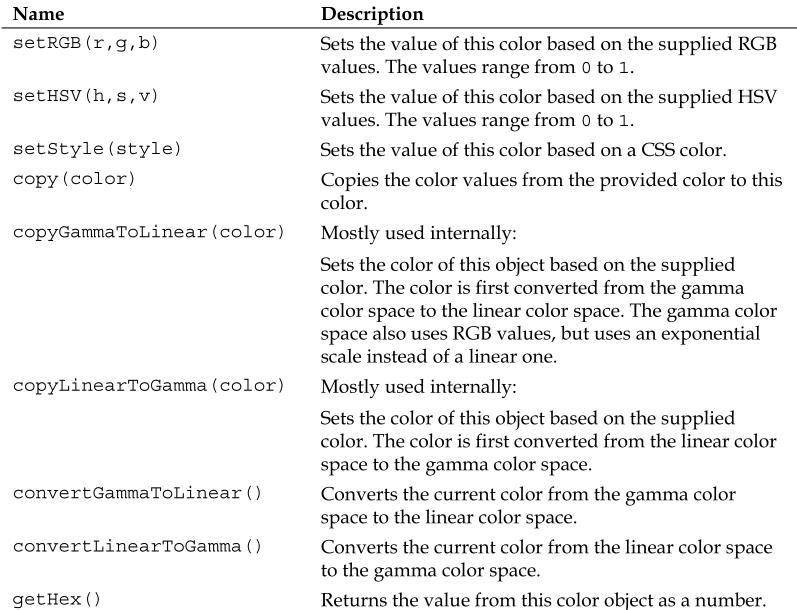 Name Description
setRGB(r,g,b) Sets the value of this color based on the supplied RGB
values. The values range from 0 to 1.
setHSV(h,s,v) Sets the value of this color based on the supplied HSV
values. The values range from 0 to 1.
setStyle(style) Sets the value of this color based on a CSS color.
copy(color) Copies the color values from the provided color to this
color.
copyGammaToLinear(color) Mostly used internally:
Sets the color of this object based on the supplied
color. The color is first converted from the gamma
color space to the linear color space. The gamma color
space also uses RGB values, but uses an exponential
scale instead of a linear one.
copyLinearToGamma(color) Mostly used internally:
Sets the color of this object based on the supplied
color. The color is first converted from the linear color
space to the gamma color space.
convertGammaToLinear() Converts the current color from the gamma color
space to the linear color space.
convertLinearToGamma() Converts the current color from the linear color space
to the gamma color space.
getHex() Returns the value from this color object as a number.